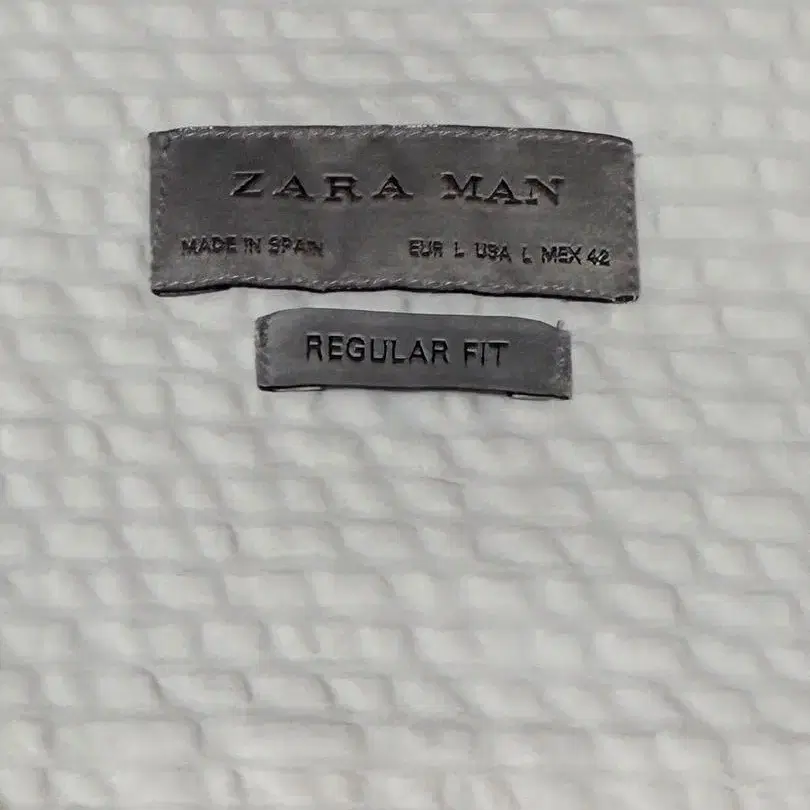 ZARA MAN
MADE IN SPAIN EUR L USA L MEX 42
REGULAR FIT